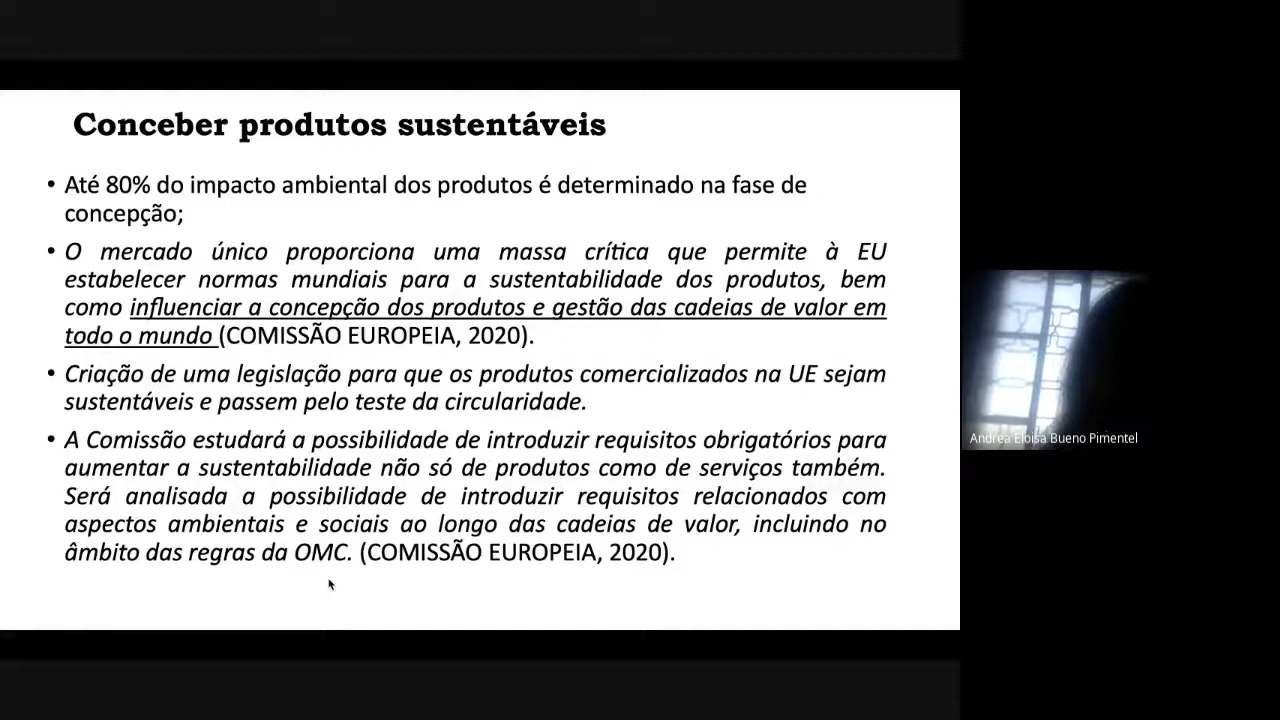 Conceber produtos sustentáveis
• Até 80% do impacto ambiental dos produtos é determinado na fase de
concepção;
• O mercado único proporciona uma massa crítica que permite à EU
estabelecer normas mundiais para a sustentabilidade dos produtos, bem
como influenciar a concepção dos produtos e gestão das cadeias de valor em
todo o mundo (COMISSÃO EUROPEIA, 2020).
• Criação de uma legislação para que os produtos comercializados na UE sejam
sustentáveis e passem pelo teste da circularidade.
• A Comissão estudará a possibilidade de introduzir requisitos obrigatórios para
aumentar a sustentabilidade não só de produtos como de serviços também.
Será analisada a possibilidade de introduzir requisitos relacionados com
aspectos ambientais e sociais ao longo das cadeias de valor, incluindo no
âmbito das regras da OMC. (COMISSÃO EUROPEIA, 2020).
Andrea Eloisa Bueno Pimentel